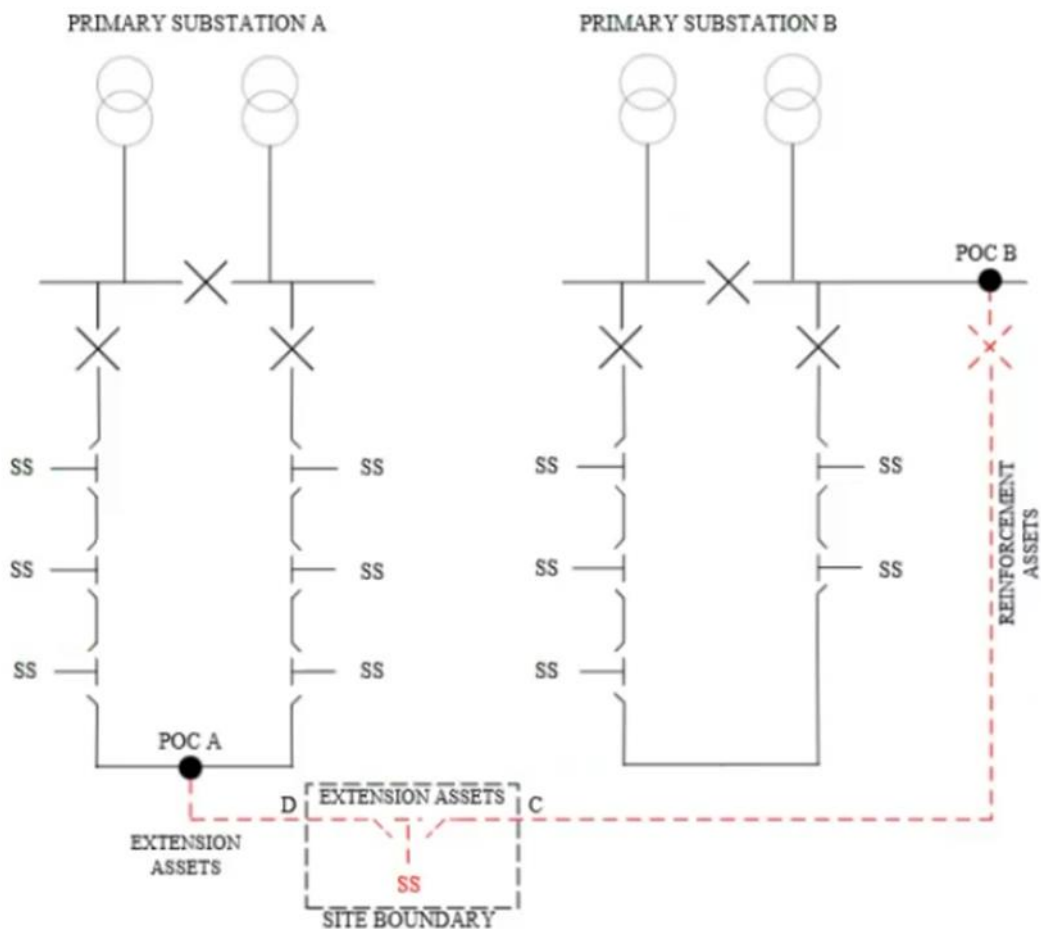 PRIMARY SUBSTATION A
PRIMARY SUBSTATION B
POC B
SS
SS
SS
SS
SS
SS
SS
SS
REINFORCEMENT
ASSETS
SS
SS
SS
POC A
D
EXTENSION ASSETS
C
EXTENSION
ASSETS
SS
SITE BOUNDARY